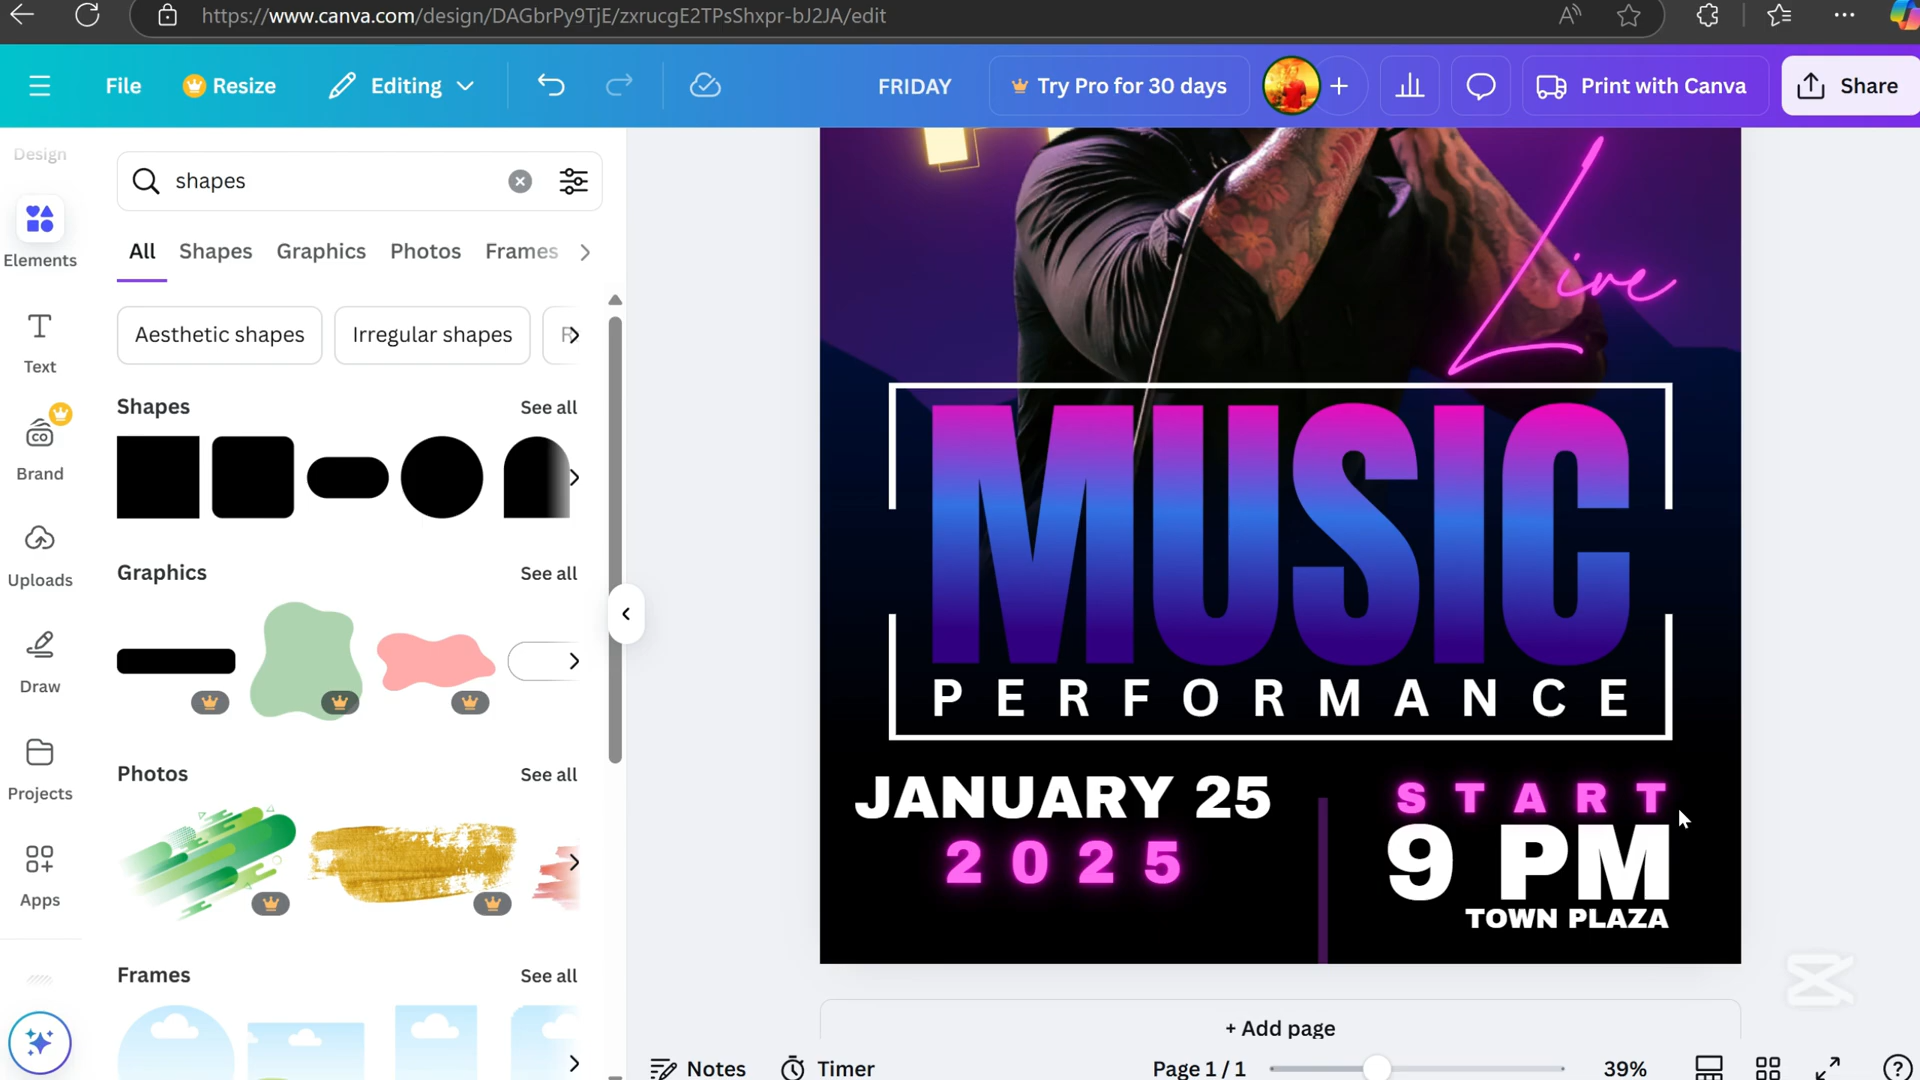 https://www.canva.com/design/DAGbrPy9TjE/zxrucgE2TPsShxpr-bJ2JA/edit
File
Resize
Editing
FRIDAY
Try Pro for 30 days
Print with Canva
Share
Design
Elements
Text
Brand
Uploads
Draw
Projects
Apps
shapes
All Shapes Graphics Photos Frames
Aesthetic shapes
Irregular shapes
Shapes See all
Graphics See all
Photos See all
Frames See all
Live
MUSIC
PERFORMANCE
JANUARY 25
2025
START
9 PM
TOWN PLAZA
+ Add page
Notes
Timer
Page 1 / 1
39%